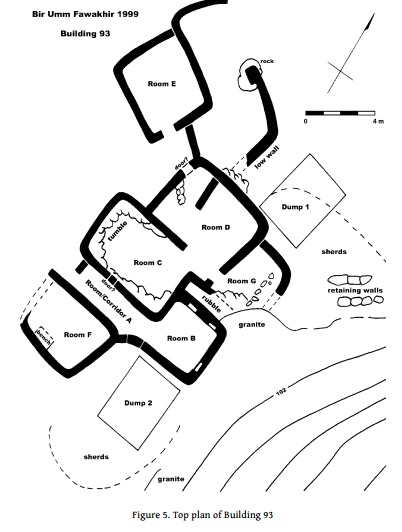 Bir Umm Fawakhir 1999
Building 93
rock
Room E
0 4 m
low wall
door?
Dump 1
tumble
Room D
sherds
Room C
Room G
retaining walls
door?
rubble
Room/Corridor A
granite
Room F
Room B
bench
102
Dump 2
sherds
granite
Figure 5. Top plan of Building 93